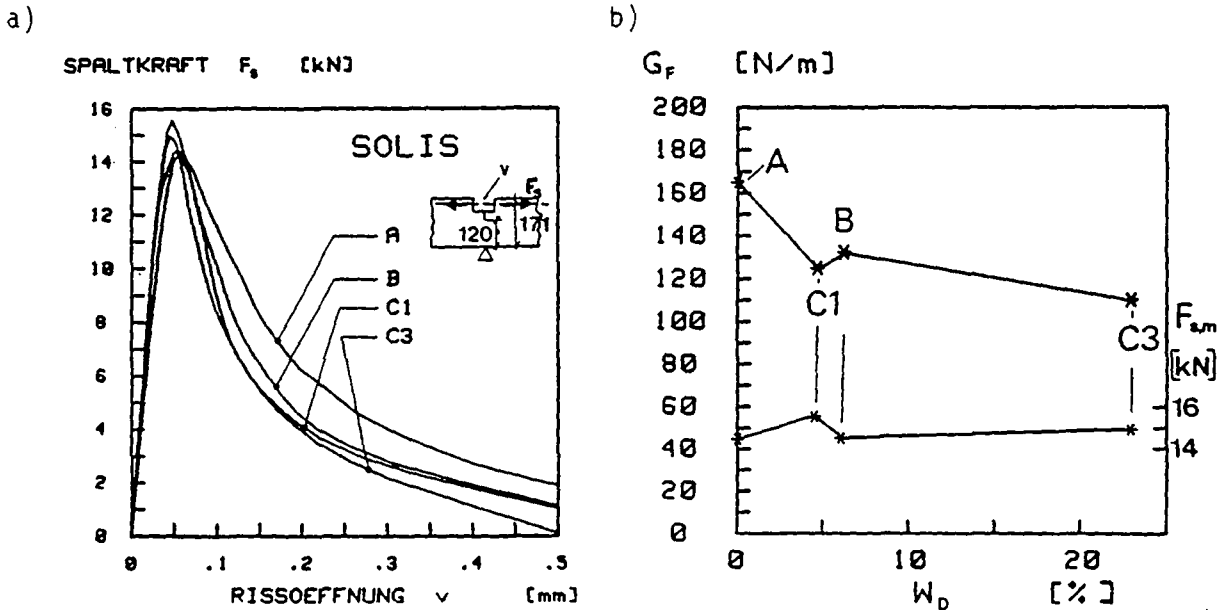 a)
SPALTKRAFT F_s [kN]
16
14
12
10
8
6
4
2
0
0 .1 .2 .3 .4 .5
RISSOEFFNUNG v [mm]
SOLIS
v
F_s
120
171
A
B
C1
C3
b)
G_F [N/m]
200
180
160
140
120
100
80
60
40
20
0
0 10 20
W_D [%]
A
B
C1
C3
F_s,m
[kN]
16
14